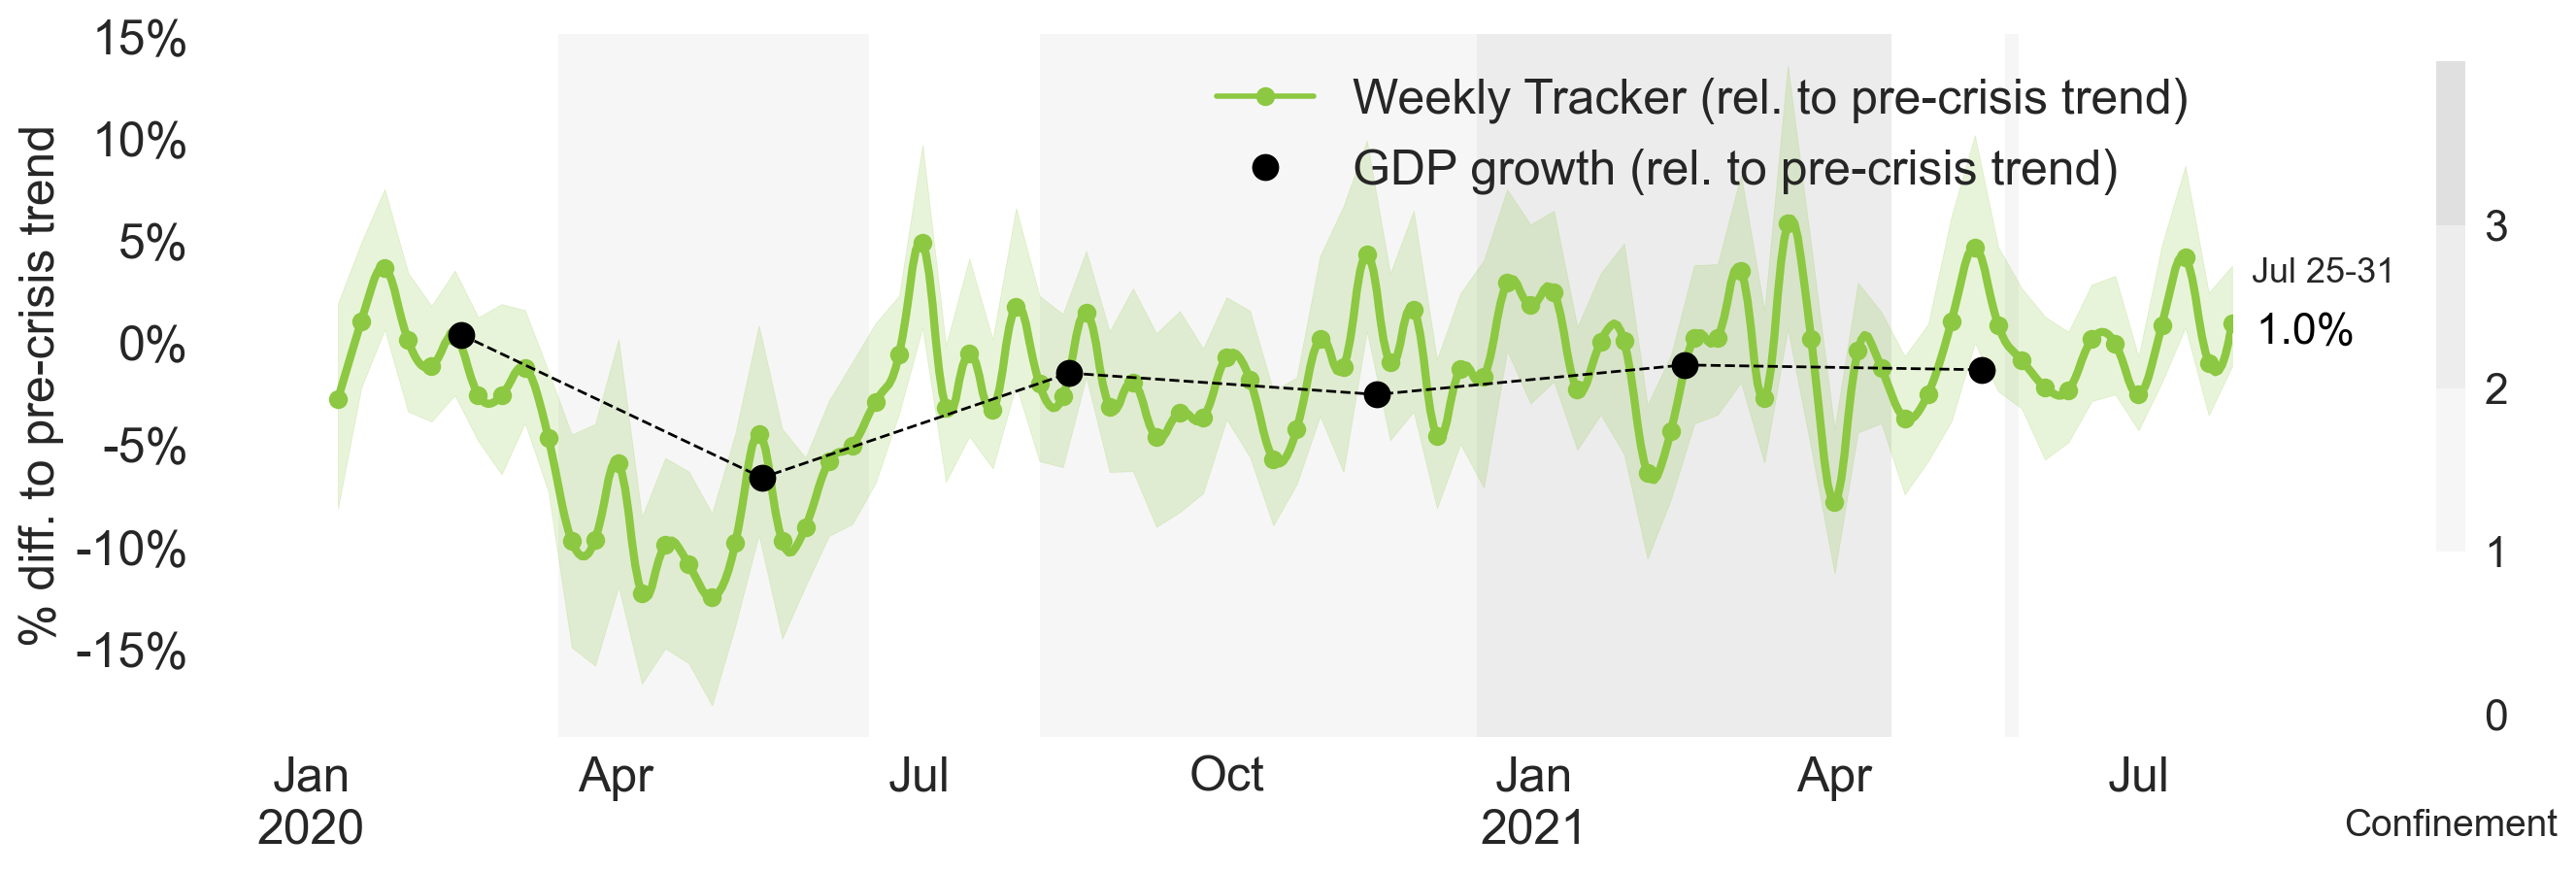 15%
10%
5%
0%
-5%
-10%
-15%
% diff. to pre-crisis trend
Weekly Tracker (rel. to pre-crisis trend)
GDP growth (rel. to pre-crisis trend)
Jul 25-31
1.0%
3
2
1
0
Jan Apr Jul Oct Jan Apr Jul
2020 2021
Confinement